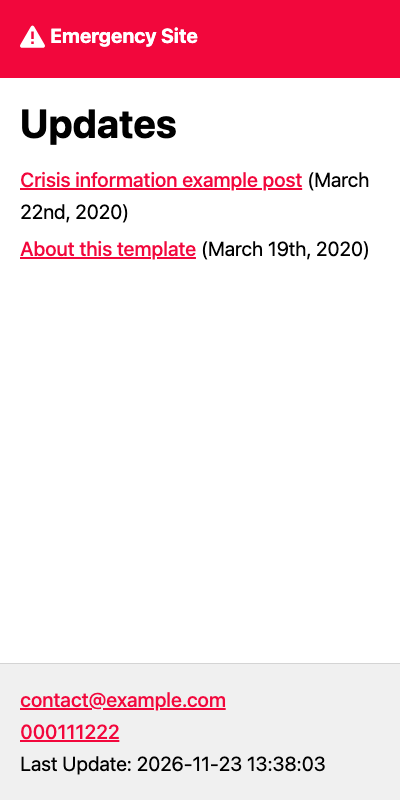 Emergency Site
Updates
Crisis information example post (March
22nd, 2020)
About this template (March 19th, 2020)
contact@example.com
000111222
Last Update: 2026-11-23 13:38:03